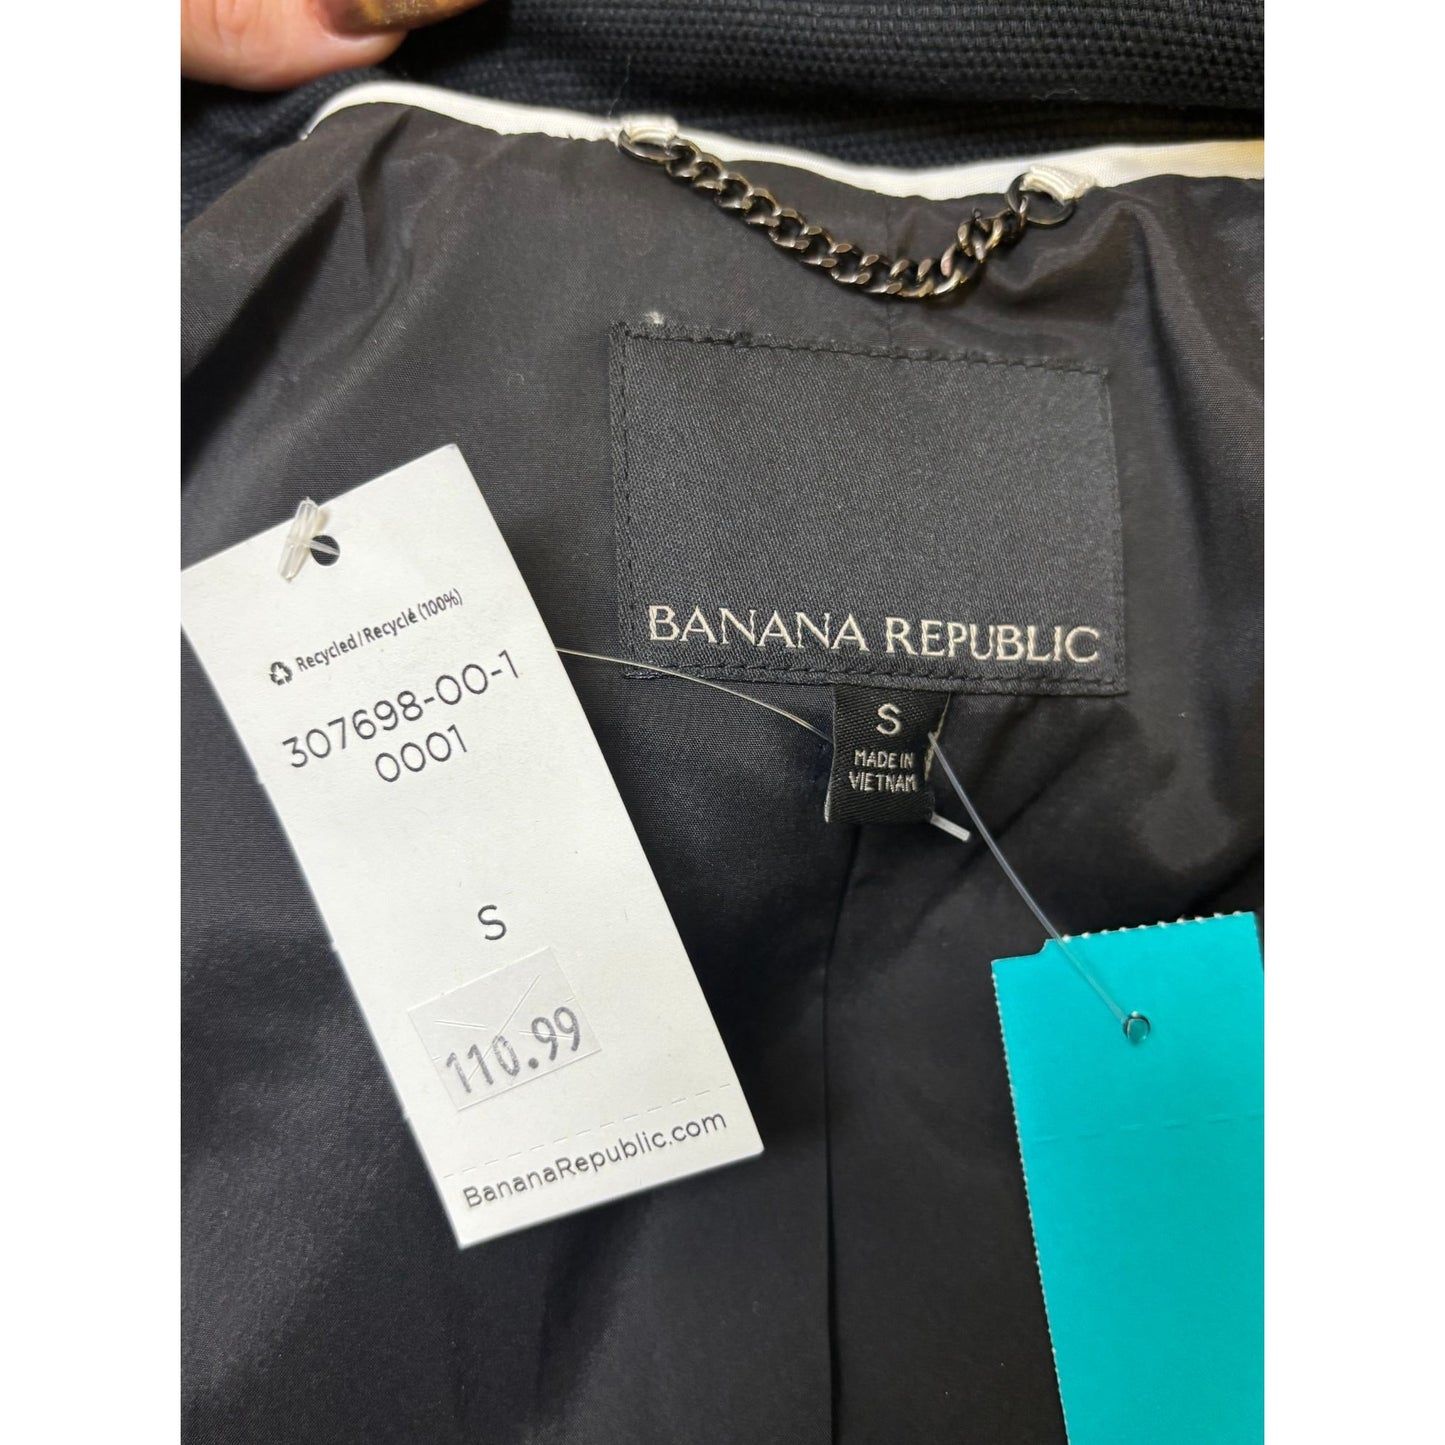 BANANA REPUBLIC
S
MADE IN
VIETNAM
Recycled/Recyclé (100%)
307698-00-1
0001
S
110.99
BananaRepublic.com